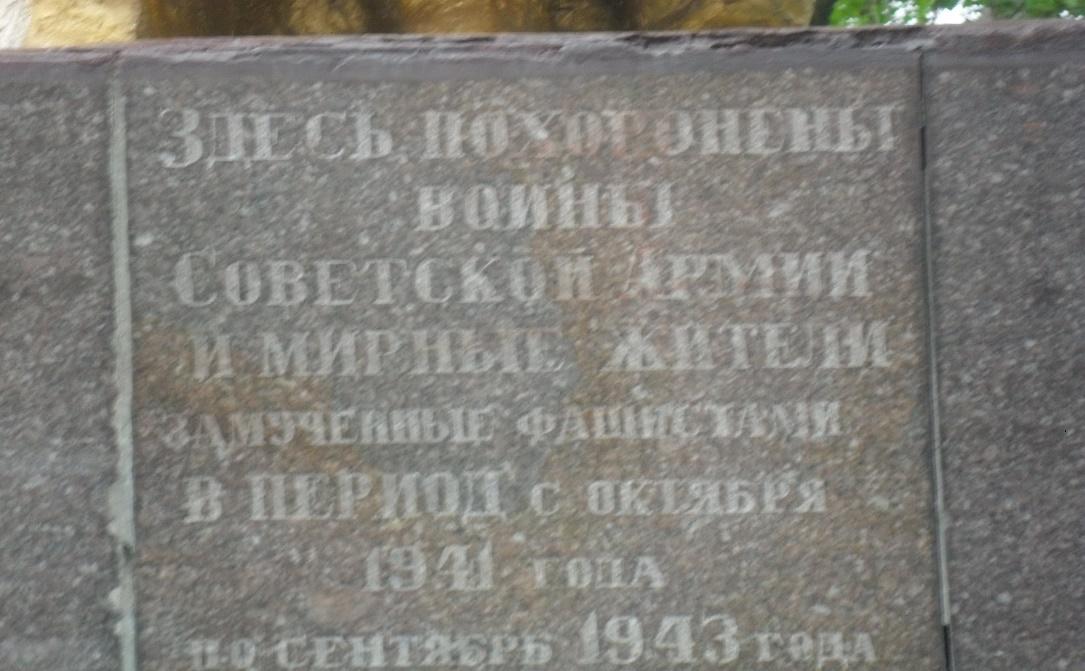 Здесь похоронены
воины
Советской Армии
и мирные жители
замученные фашистами
в период с октября
1941 года
по сентябрь 1943 года